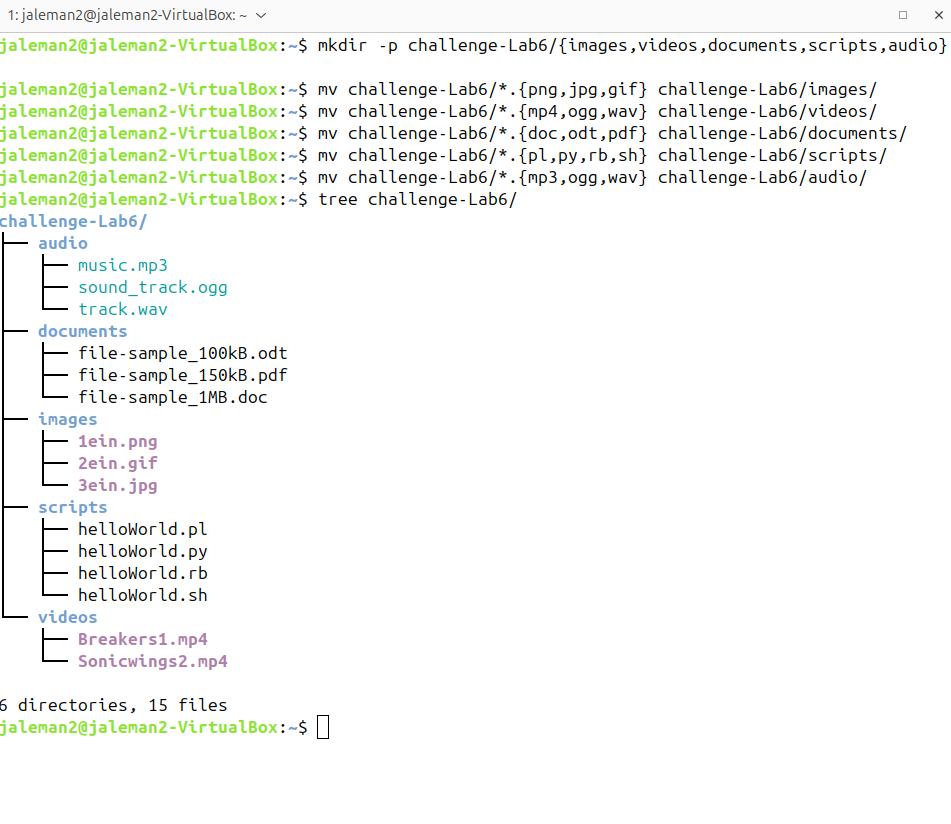 1: jaleman2@jaleman2-VirtualBox: ~
jaleman2@jaleman2-VirtualBox:~$ mkdir -p challenge-Lab6/{images,videos,documents,scripts,audio}
jaleman2@jaleman2-VirtualBox:~$ mv challenge-Lab6/*.{png,jpg,gif} challenge-Lab6/images/
jaleman2@jaleman2-VirtualBox:~$ mv challenge-Lab6/*.{mp4,ogg,wav} challenge-Lab6/videos/
jaleman2@jaleman2-VirtualBox:~$ mv challenge-Lab6/*.{doc,odt,pdf} challenge-Lab6/documents/
jaleman2@jaleman2-VirtualBox:~$ mv challenge-Lab6/*.{pl,py,rb,sh} challenge-Lab6/scripts/
jaleman2@jaleman2-VirtualBox:~$ mv challenge-Lab6/*.{mp3,ogg,wav} challenge-Lab6/audio/
jaleman2@jaleman2-VirtualBox:~$ tree challenge-Lab6/
challenge-Lab6/
audio
music.mp3
sound_track.ogg
track.wav
documents
file-sample_100kB.odt
file-sample_150kB.pdf
file-sample_1MB.doc
images
1ein.png
2ein.gif
3ein.jpg
scripts
helloWorld.pl
helloWorld.py
helloWorld.rb
helloWorld.sh
videos
Breakers1.mp4
Sonicwings2.mp4
6 directories, 15 files
jaleman2@jaleman2-VirtualBox:~$